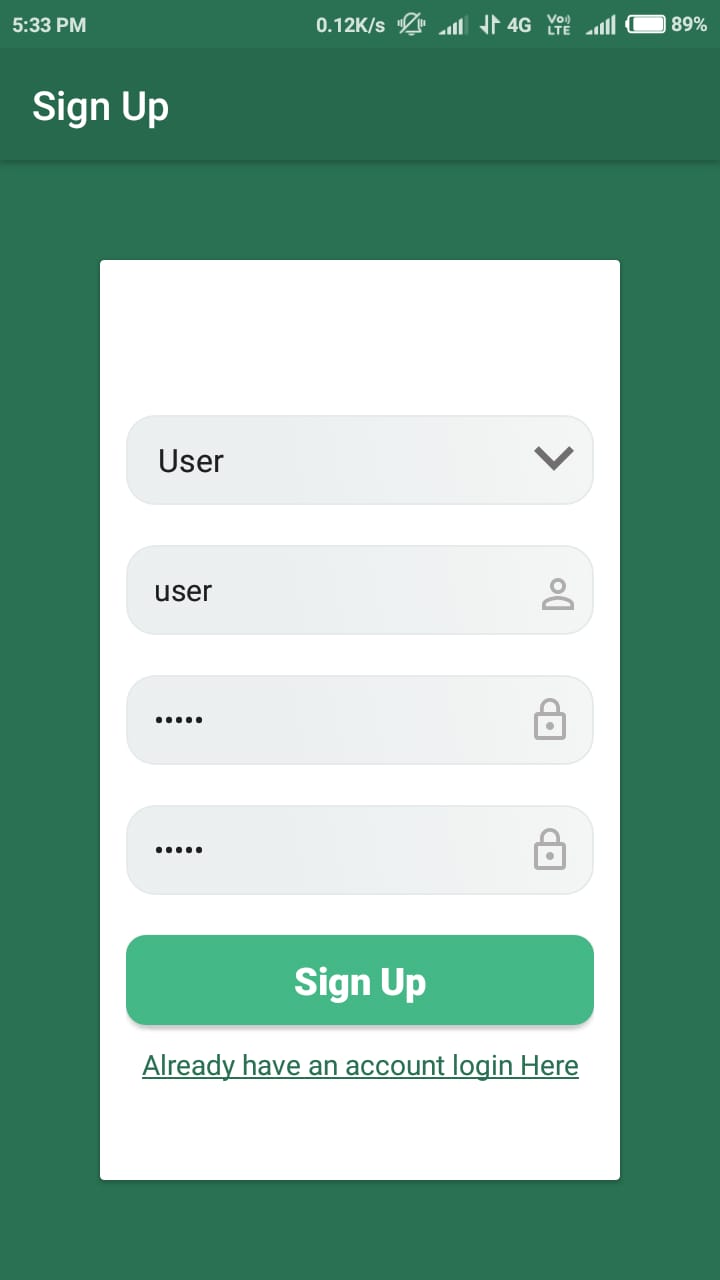 5:33 PM 0.12K/s 4G Vo) LTE 89%
Sign Up
User
user
•••••
•••••
Sign Up
Already have an account login Here